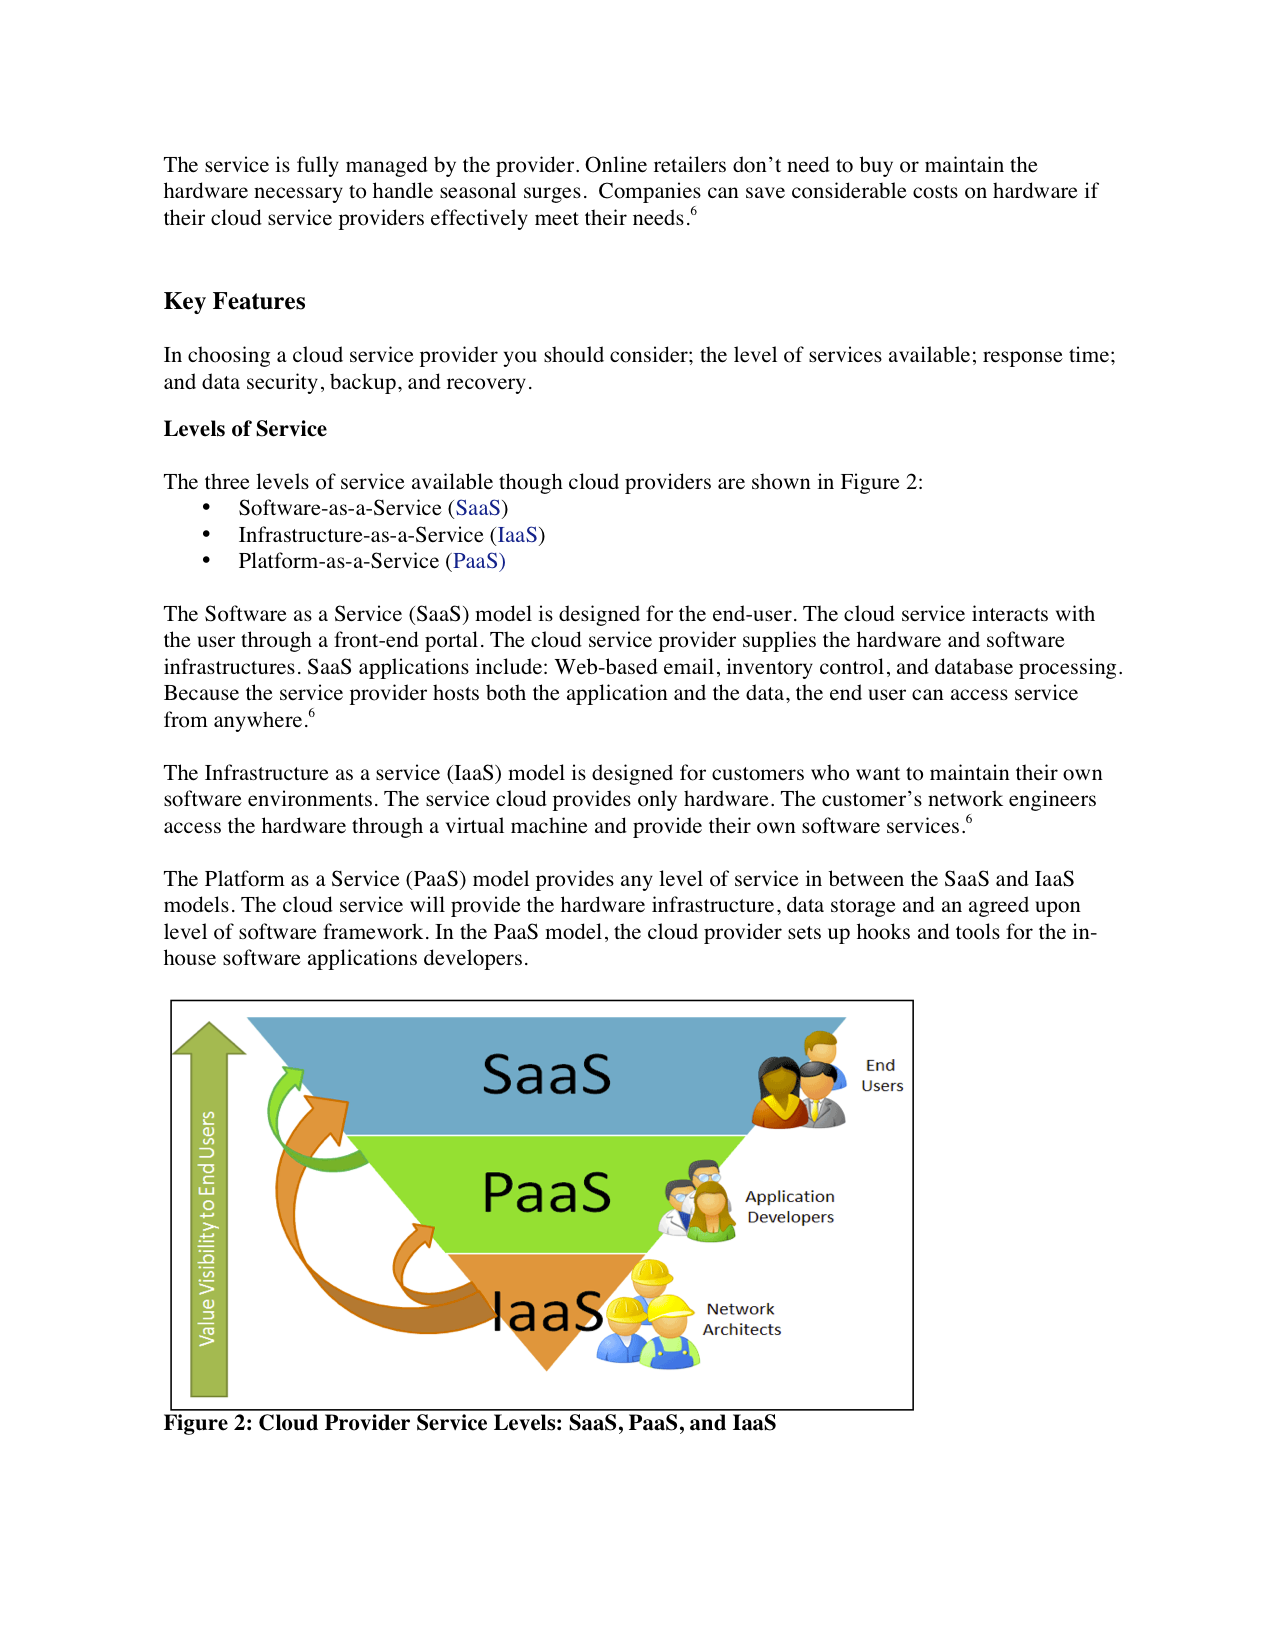 The service is fully managed by the provider. Online retailers don’t need to buy or maintain the
hardware necessary to handle seasonal surges.  Companies can save considerable costs on hardware if
their cloud service providers effectively meet their needs.6
Key Features
In choosing a cloud service provider you should consider; the level of services available; response time;
and data security, backup, and recovery.
Levels of Service
The three levels of service available though cloud providers are shown in Figure 2:
• Software-as-a-Service (SaaS)
• Infrastructure-as-a-Service (IaaS)
• Platform-as-a-Service (PaaS)
The Software as a Service (SaaS) model is designed for the end-user. The cloud service interacts with
the user through a front-end portal. The cloud service provider supplies the hardware and software
infrastructures. SaaS applications include: Web-based email, inventory control, and database processing.
Because the service provider hosts both the application and the data, the end user can access service
from anywhere.6
The Infrastructure as a service (IaaS) model is designed for customers who want to maintain their own
software environments. The service cloud provides only hardware. The customer’s network engineers
access the hardware through a virtual machine and provide their own software services.6
The Platform as a Service (PaaS) model provides any level of service in between the SaaS and IaaS
models. The cloud service will provide the hardware infrastructure, data storage and an agreed upon
level of software framework. In the PaaS model, the cloud provider sets up hooks and tools for the in-
house software applications developers.
Value Visibility to End Users
SaaS
End
Users
PaaS
Application
Developers
IaaS
Network
Architects
Figure 2: Cloud Provider Service Levels: SaaS, PaaS, and IaaS